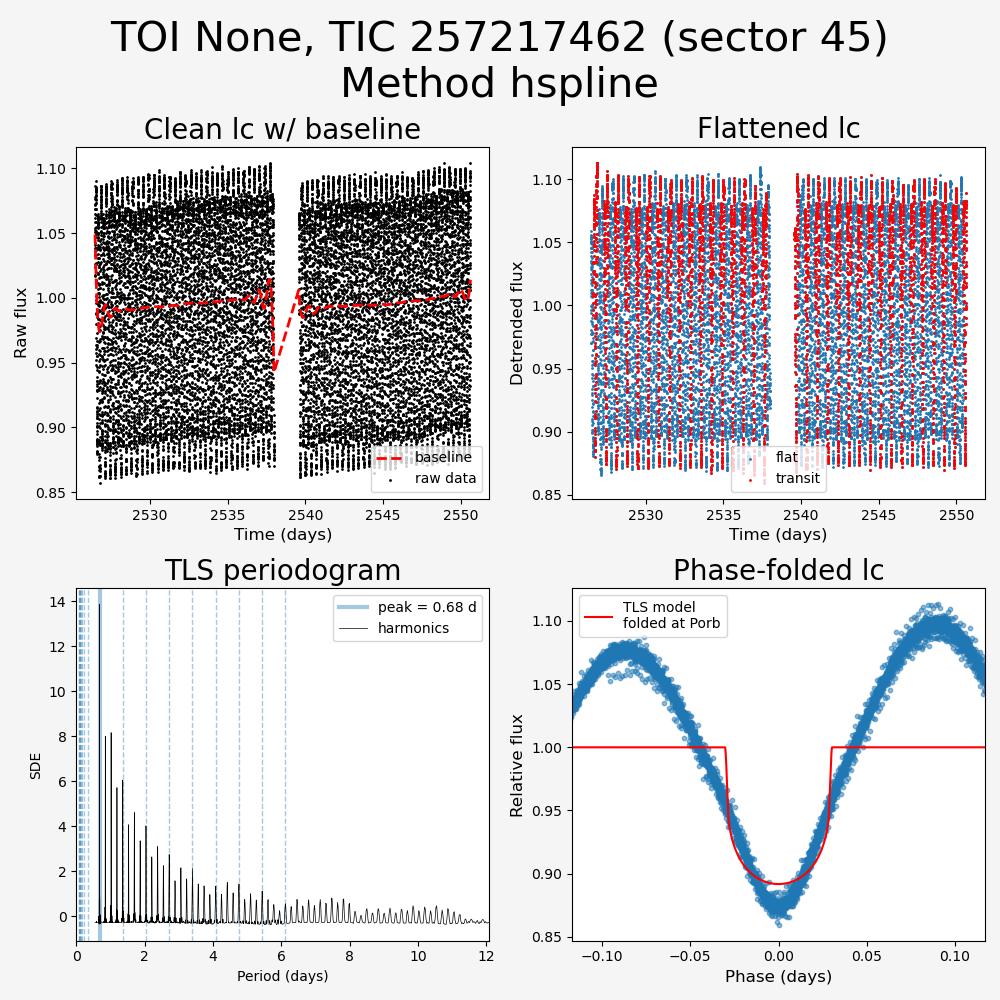 TOI None, TIC 257217462 (sector 45)
Method hspline
Clean lc w/ baseline
Raw flux
1.10
1.05
1.00
0.95
0.90
0.85
baseline
raw data
2530
2535
2540
2545
2550
Time (days)
Flattened lc
Detrended flux
1.10
1.05
1.00
0.95
0.90
0.85
flat
transit
2530
2535
2540
2545
2550
Time (days)
TLS periodogram
SDE
14
12
10
8
6
4
2
0
peak = 0.68 d
harmonics
0
2
4
6
8
10
12
Period (days)
Phase-folded lc
Relative flux
1.10
1.05
1.00
0.95
0.90
0.85
TLS model
folded at Porb
−0.10
−0.05
0.00
0.05
0.10
Phase (days)